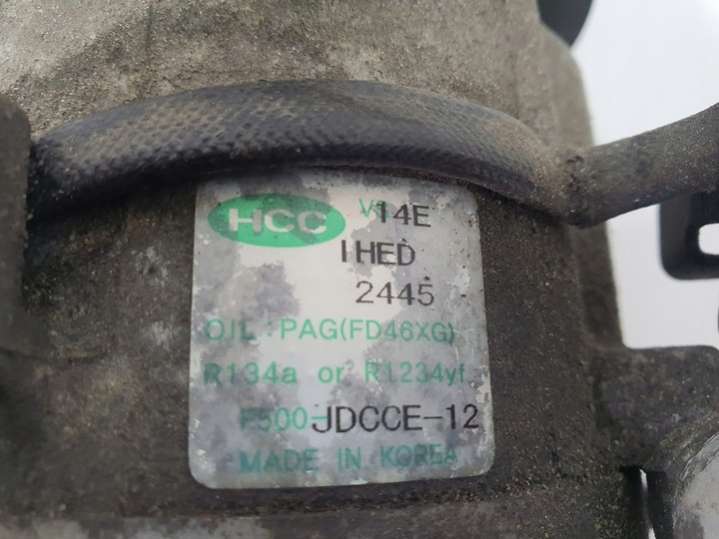 HCC VS14E
IHED
2445
OIL : PAG(FD46XG)
R134a or R1234yf
F500-JDCCE-12
MADE IN KOREA